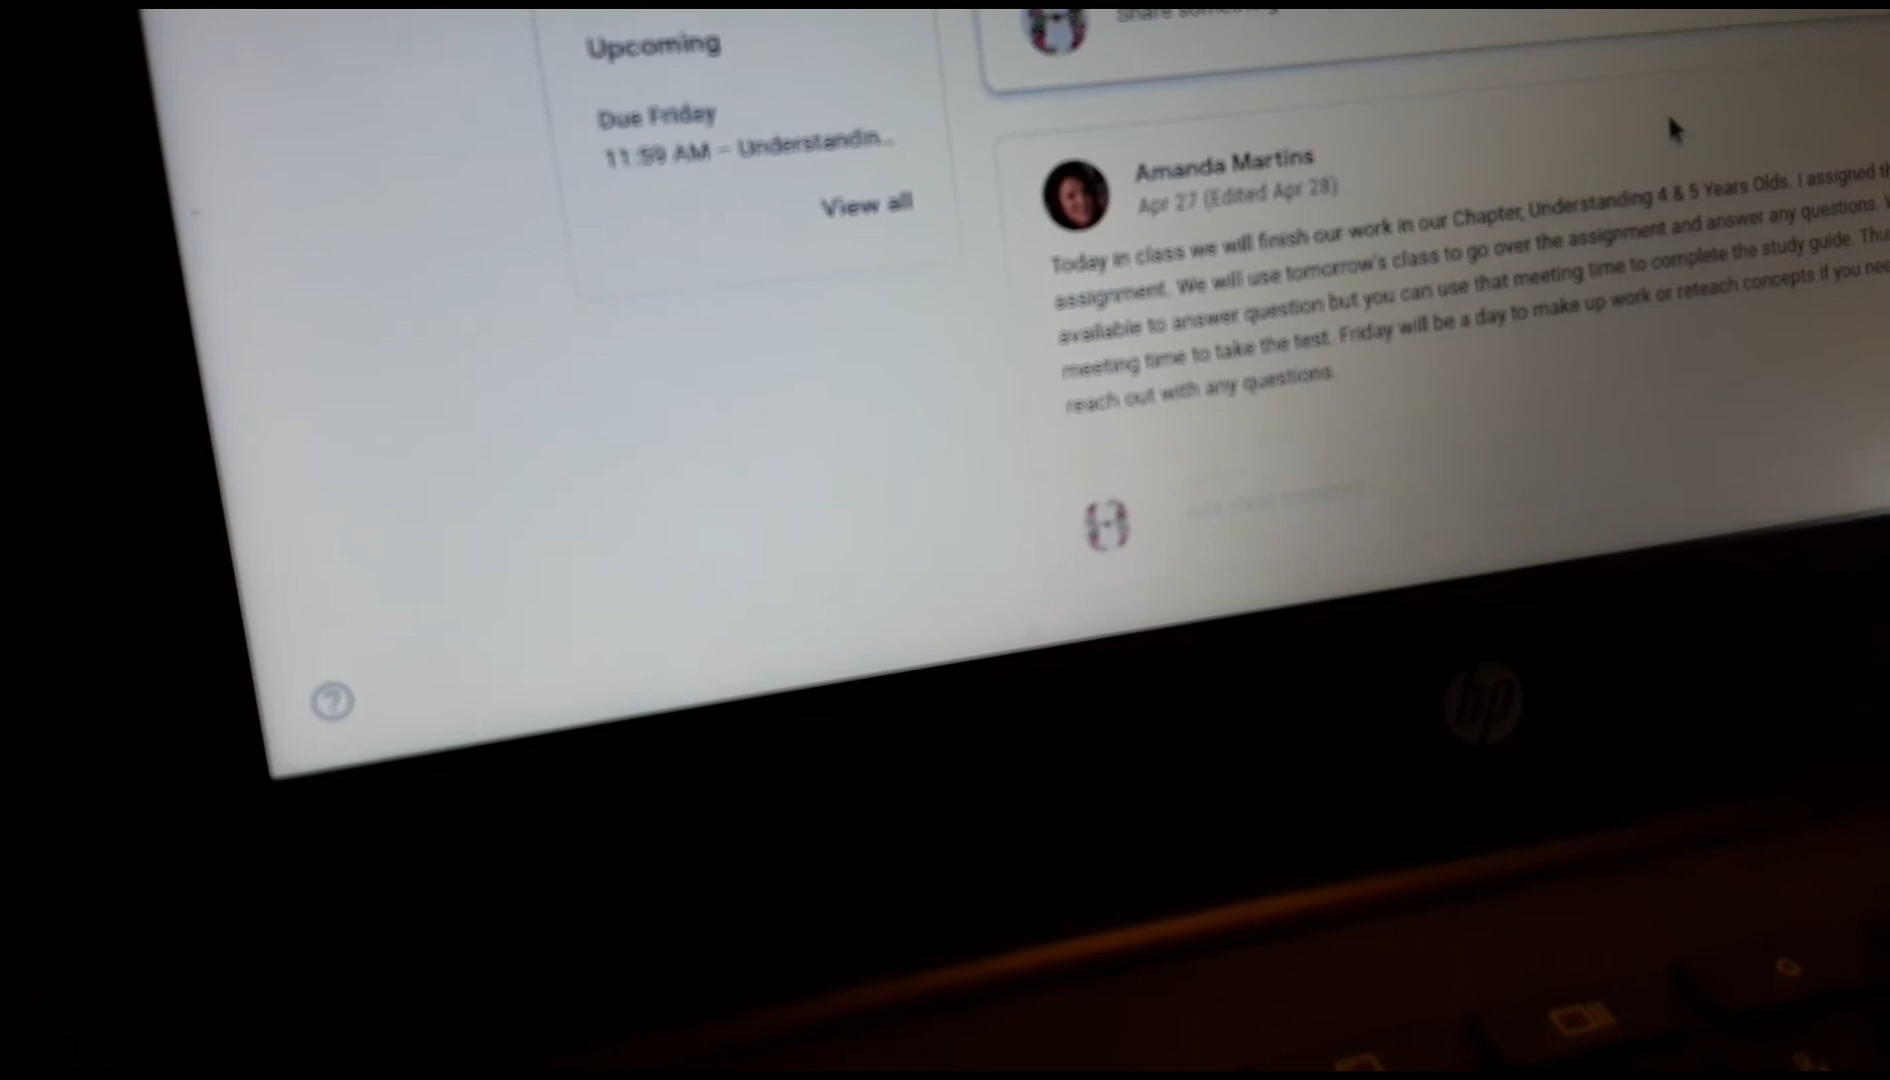 Upcoming
Due Friday
11:59 AM – Understandin...
View all
Share something
Amanda Martins
Apr 27 (Edited Apr 28)
Today in class we will finish our work in our Chapter, Understanding 4 & 5 Years Olds. I assigned
assignment. We will use tomorrow's class to go over the assignment and answer any questions.
available to answer question but you can use that meeting time to complete the study guide.
meeting time to take the test. Friday will be a day to make up work or reteach concepts if you
reach out with any questions.
?
hp